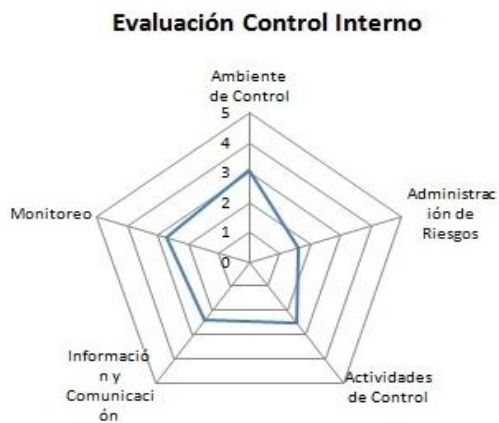 Evaluación Control Interno
Ambiente
de Control
5
4
3
2
1
0
Administrac
ión de
Riesgos
Actividades
de Control
Informació
n y
Comunicaci
ón
Monitoreo